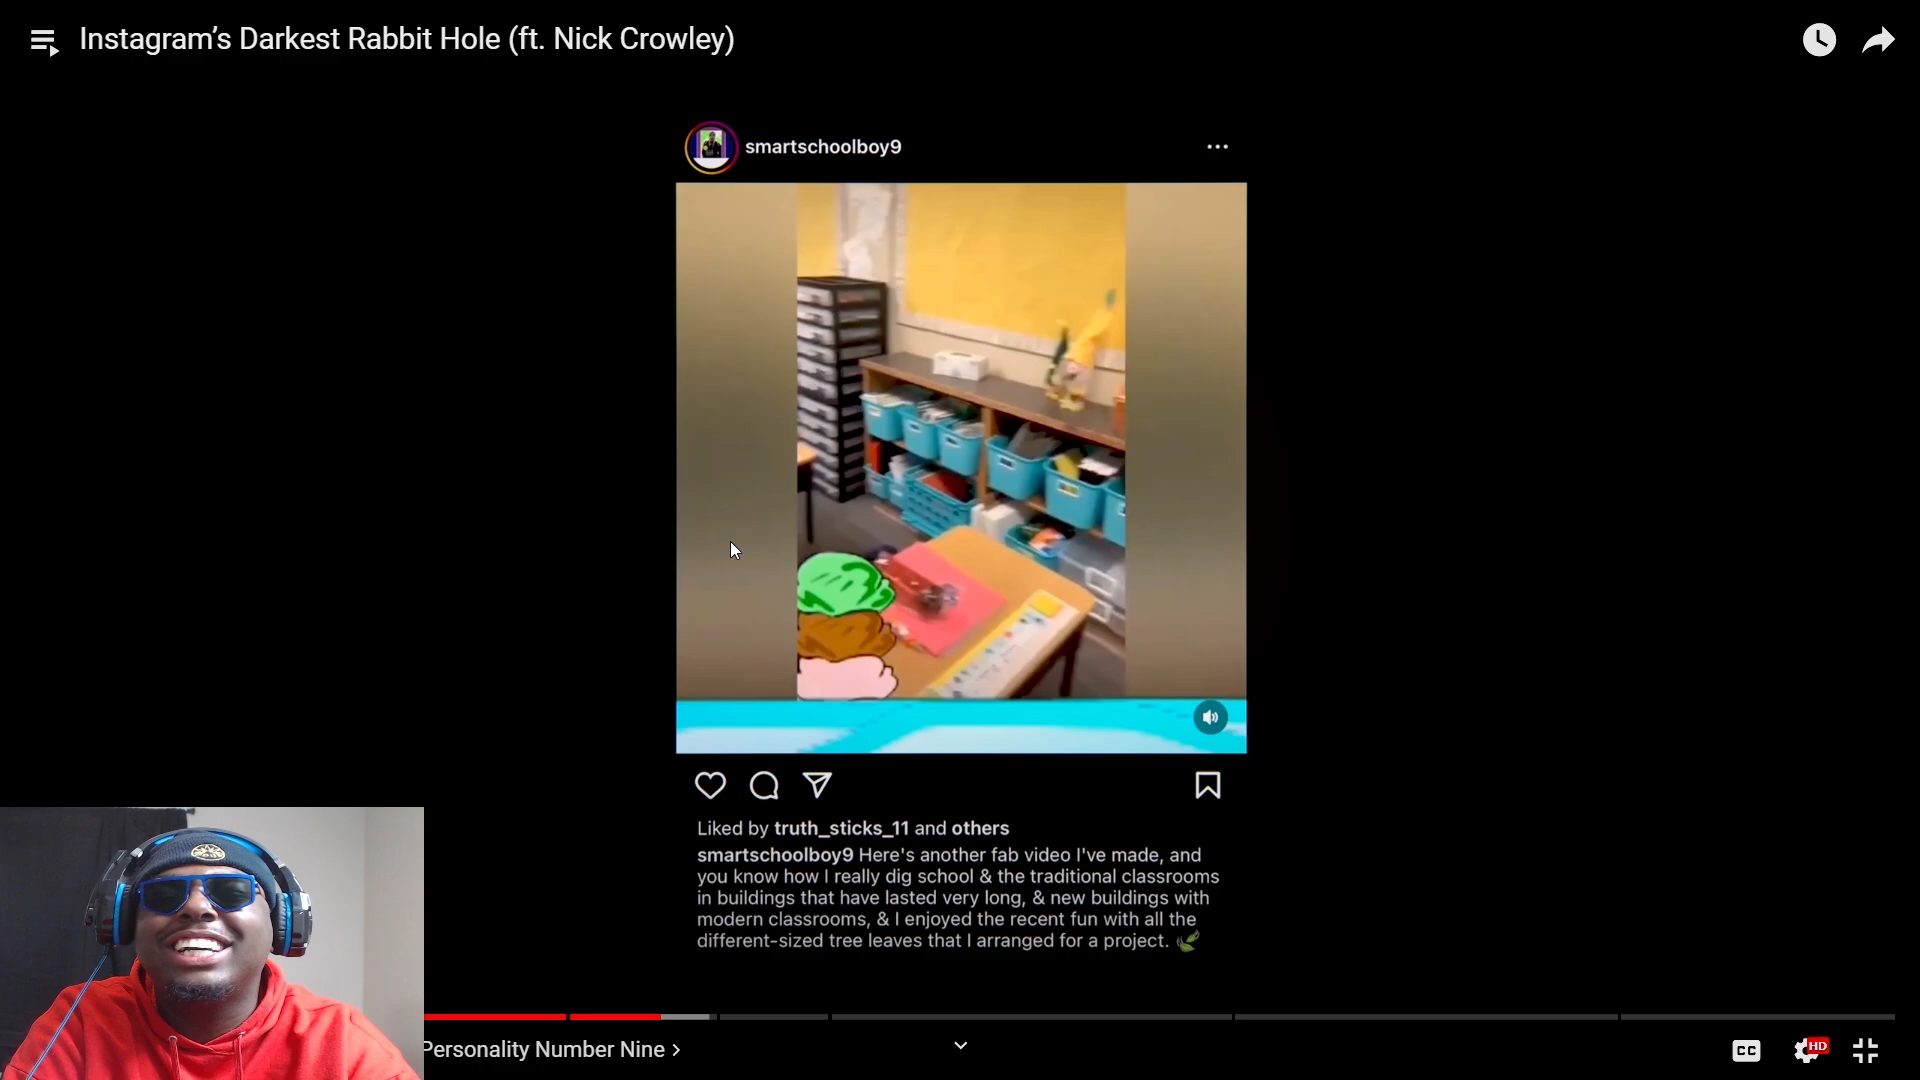 Instagram’s Darkest Rabbit Hole (ft. Nick Crowley)
smartschoolboy9
Liked by truth_sticks_11 and others
smartschoolboy9 Here's another fab video I've made, and
you know how I really dig school & the traditional classrooms
in buildings that have lasted very long, & new buildings with
modern classrooms, & I enjoyed the recent fun with all the
different-sized tree leaves that I arranged for a project. 🌿
Personality Number Nine
CC
HD